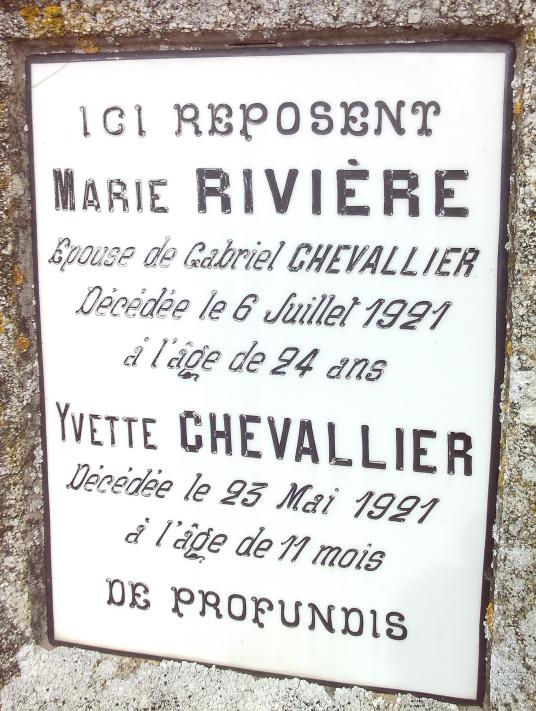 ICI REPOSENT
MARIE RIVIÈRE
Epouse de Gabriel CHEVALLIER
Décédée le 6 Juillet 1921
à l'âge de 24 ans
YVETTE CHEVALLIER
Décédée le 23 Mai 1921
à l'âge de 11 mois
DE PROFUNDIS